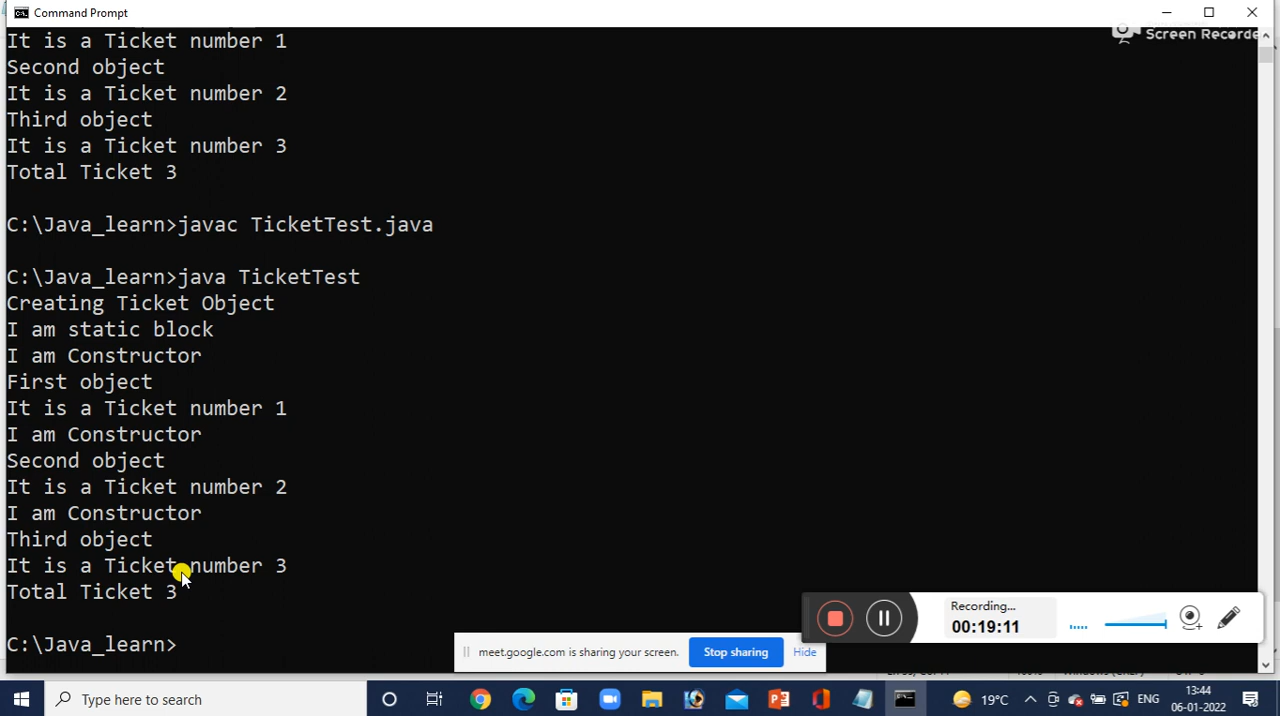 Command Prompt
Screen Recorde
It is a Ticket number 1
Second object
It is a Ticket number 2
Third object
It is a Ticket number 3
Total Ticket 3
C:\Java_learn>javac TicketTest.java
C:\Java_learn>java TicketTest
Creating Ticket Object
I am static block
I am Constructor
First object
It is a Ticket number 1
I am Constructor
Second object
It is a Ticket number 2
I am Constructor
Third object
It is a Ticket number 3
Total Ticket 3
C:\Java_learn>
Recording...
00:19:11
meet.google.com is sharing your screen. Stop sharing Hide
Type here to search
19°C
ENG
13:44
06-01-2022